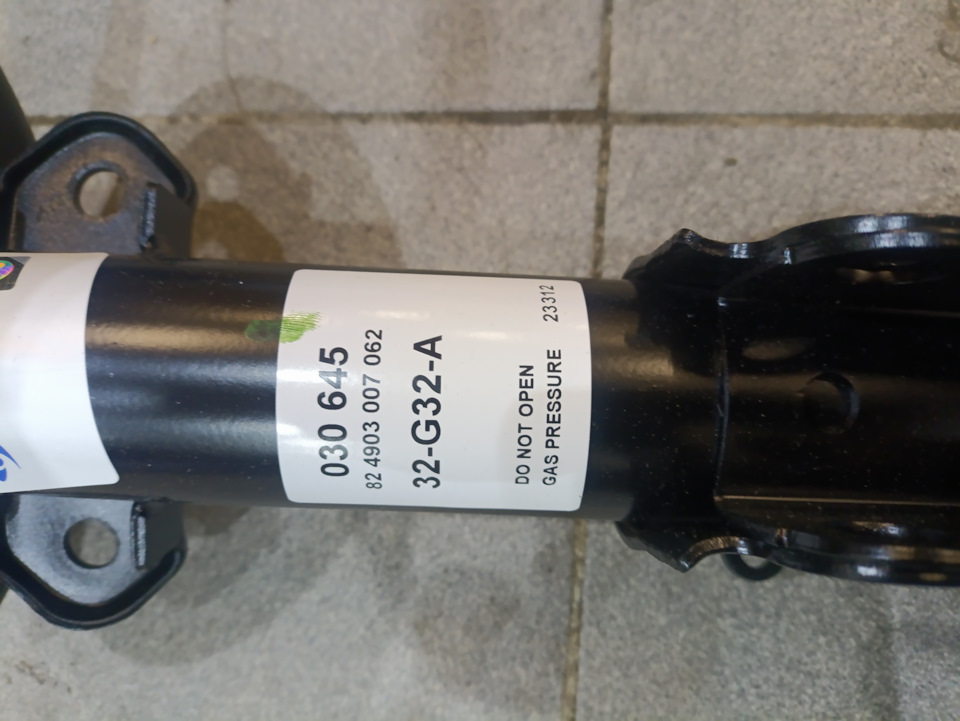 030 645
82 4903 007 062
32-G32-A
DO NOT OPEN
GAS PRESSURE 23312